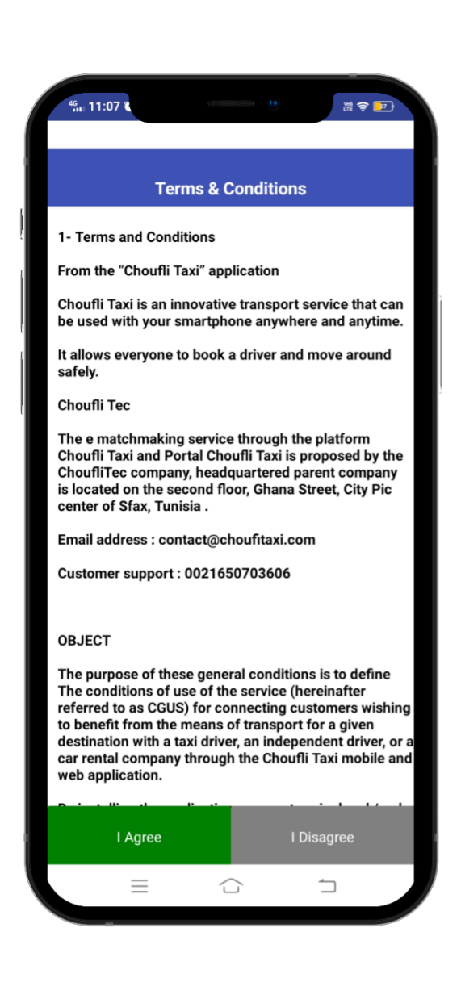 4G 11:07
Vo) LTE 37
Terms & Conditions
1- Terms and Conditions
From the “Choufli Taxi” application
Choufli Taxi is an innovative transport service that can
be used with your smartphone anywhere and anytime.
It allows everyone to book a driver and move around
safely.
Choufli Tec
The e matchmaking service through the platform
Choufli Taxi and Portal Choufli Taxi is proposed by the
ChoufliTec company, headquartered parent company
is located on the second floor, Ghana Street, City Pic
center of Sfax, Tunisia .
Email address : contact@choufitaxi.com
Customer support : 0021650703606
OBJECT
The purpose of these general conditions is to define
The conditions of use of the service (hereinafter
referred to as CGUS) for connecting customers wishing
to benefit from the means of transport for a given
destination with a taxi driver, an independent driver, or a
car rental company through the Choufli Taxi mobile and
web application.
I Agree
I Disagree